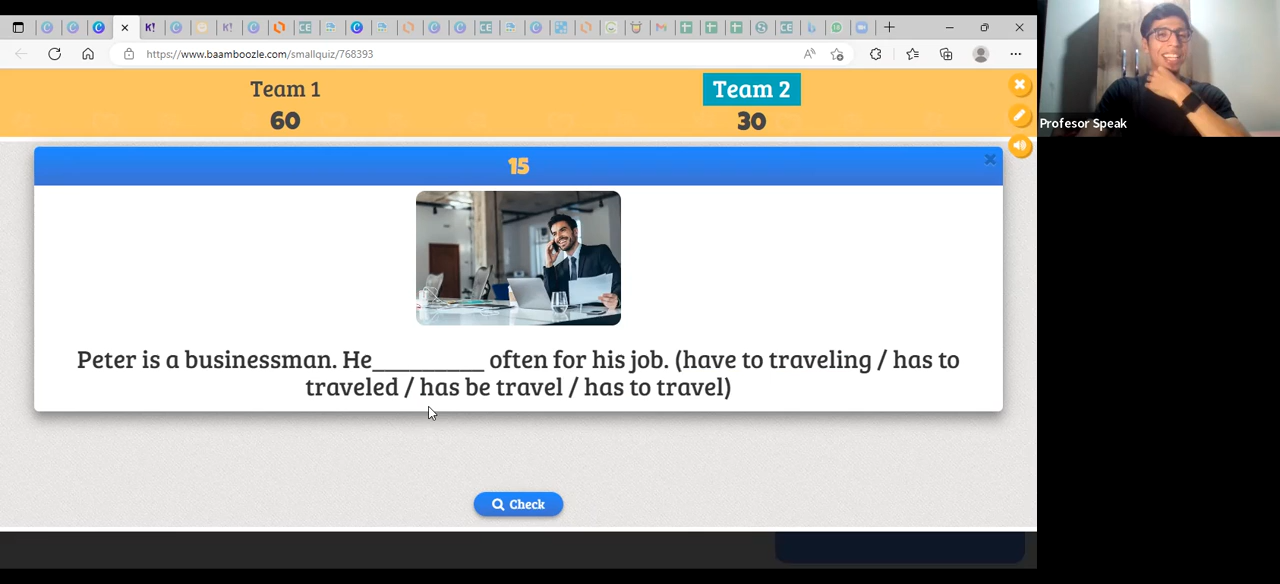 https://www.baamboozle.com/smallquiz/768393
Team 1
60
Team 2
30
Profesor Speak
15
Peter is a businessman. He_________ often for his job. (have to traveling / has to
traveled / has be travel / has to travel)
Check